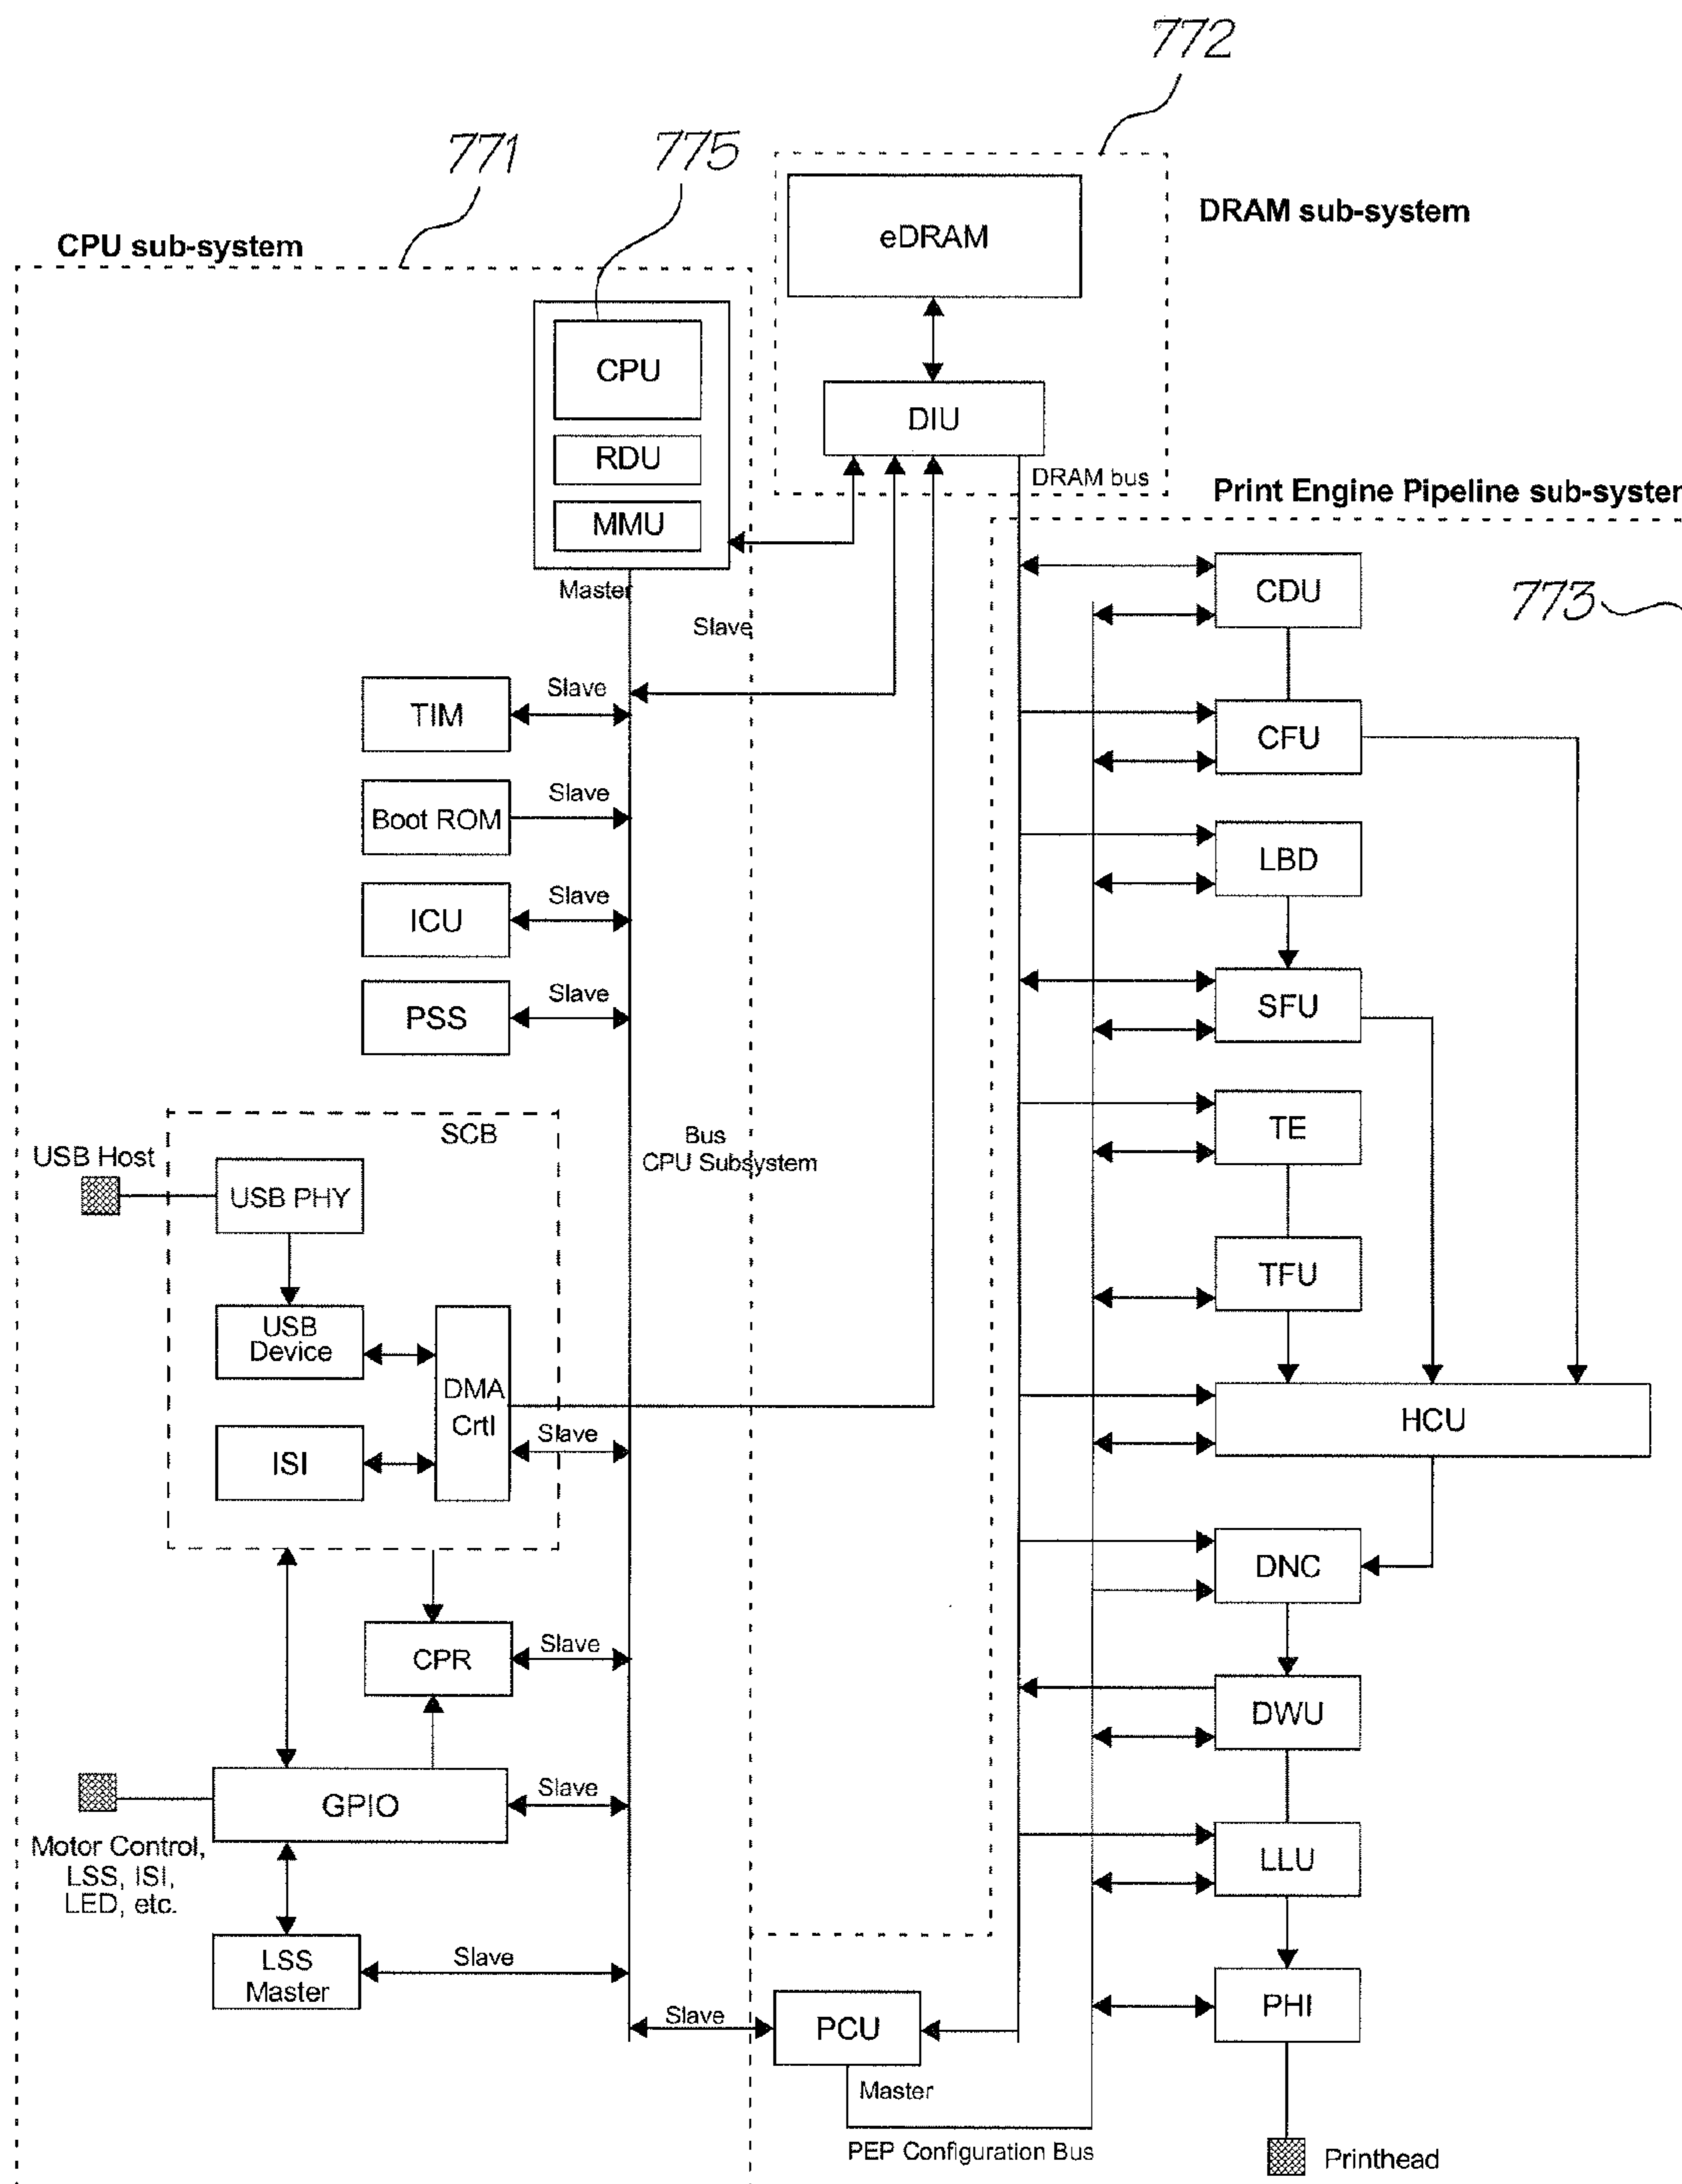 772
771
775
CPU sub-system
DRAM sub-system
eDRAM
CPU
RDU
MMU
DIU
DRAM bus
Print Engine Pipeline sub-system
Master
Slave
773
CDU
TIM
Slave
CFU
Boot ROM
Slave
LBD
ICU
Slave
PSS
Slave
SFU
SCB
USB Host
USB PHY
Bus
CPU Subsystem
TE
TFU
USB
Device
DMA
Crtl
Slave
ISI
HCU
DNC
CPR
Slave
DWU
GPIO
Slave
Motor Control,
LSS, ISI,
LED, etc.
LLU
LSS
Master
Slave
Slave
PCU
PHI
Master
PEP Configuration Bus
Printhead